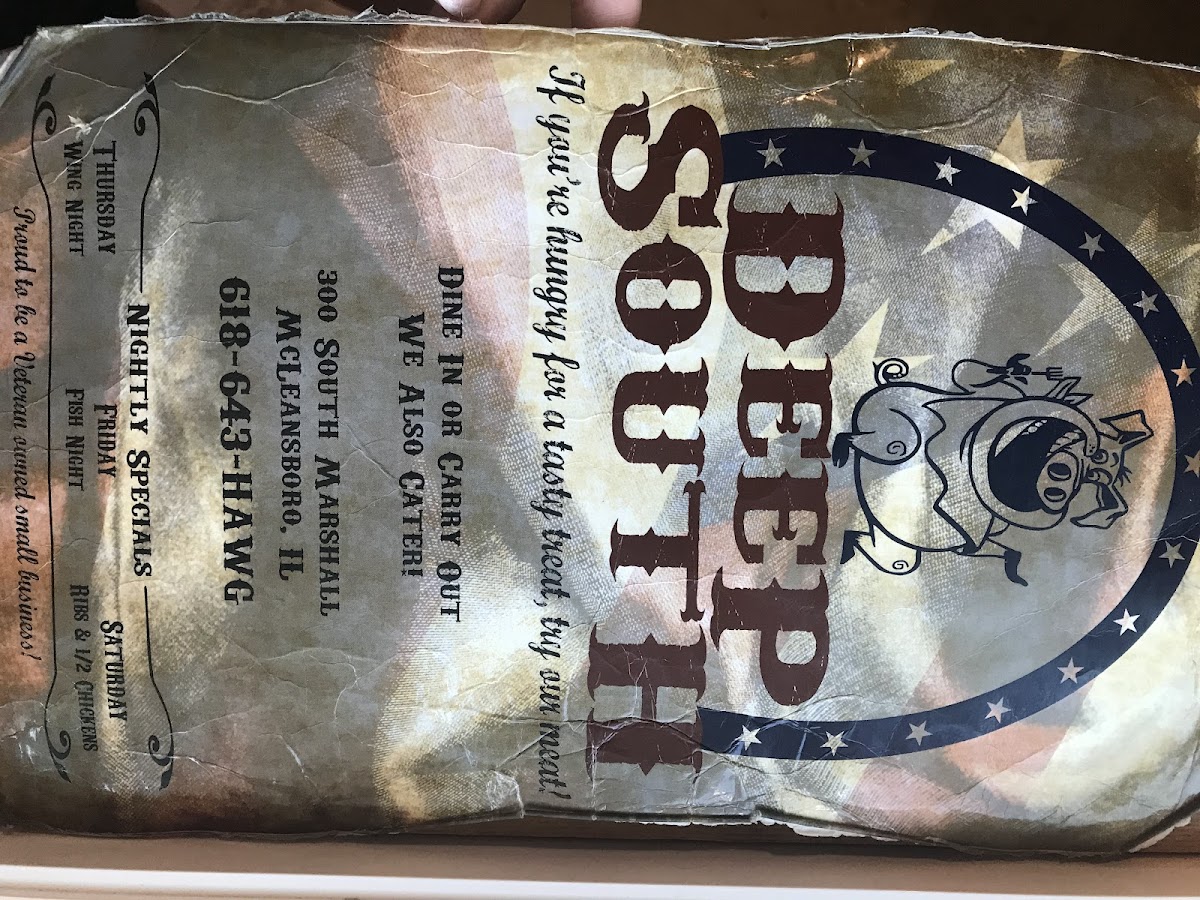 DEEP
SOUTH
If you're hungry for a tasty treat, try our meat!
DINE IN OR CARRY OUT
WE ALSO CATER!
300 SOUTH MARSHALL
MCLEANSBORO, IL
618-643-HAWG
NIGHTLY SPECIALS
THURSDAY FRIDAY SATURDAY
WING NIGHT FISH NIGHT RIBS & 1/2 CHICKENS
Proud to be a Veteran owned small business!